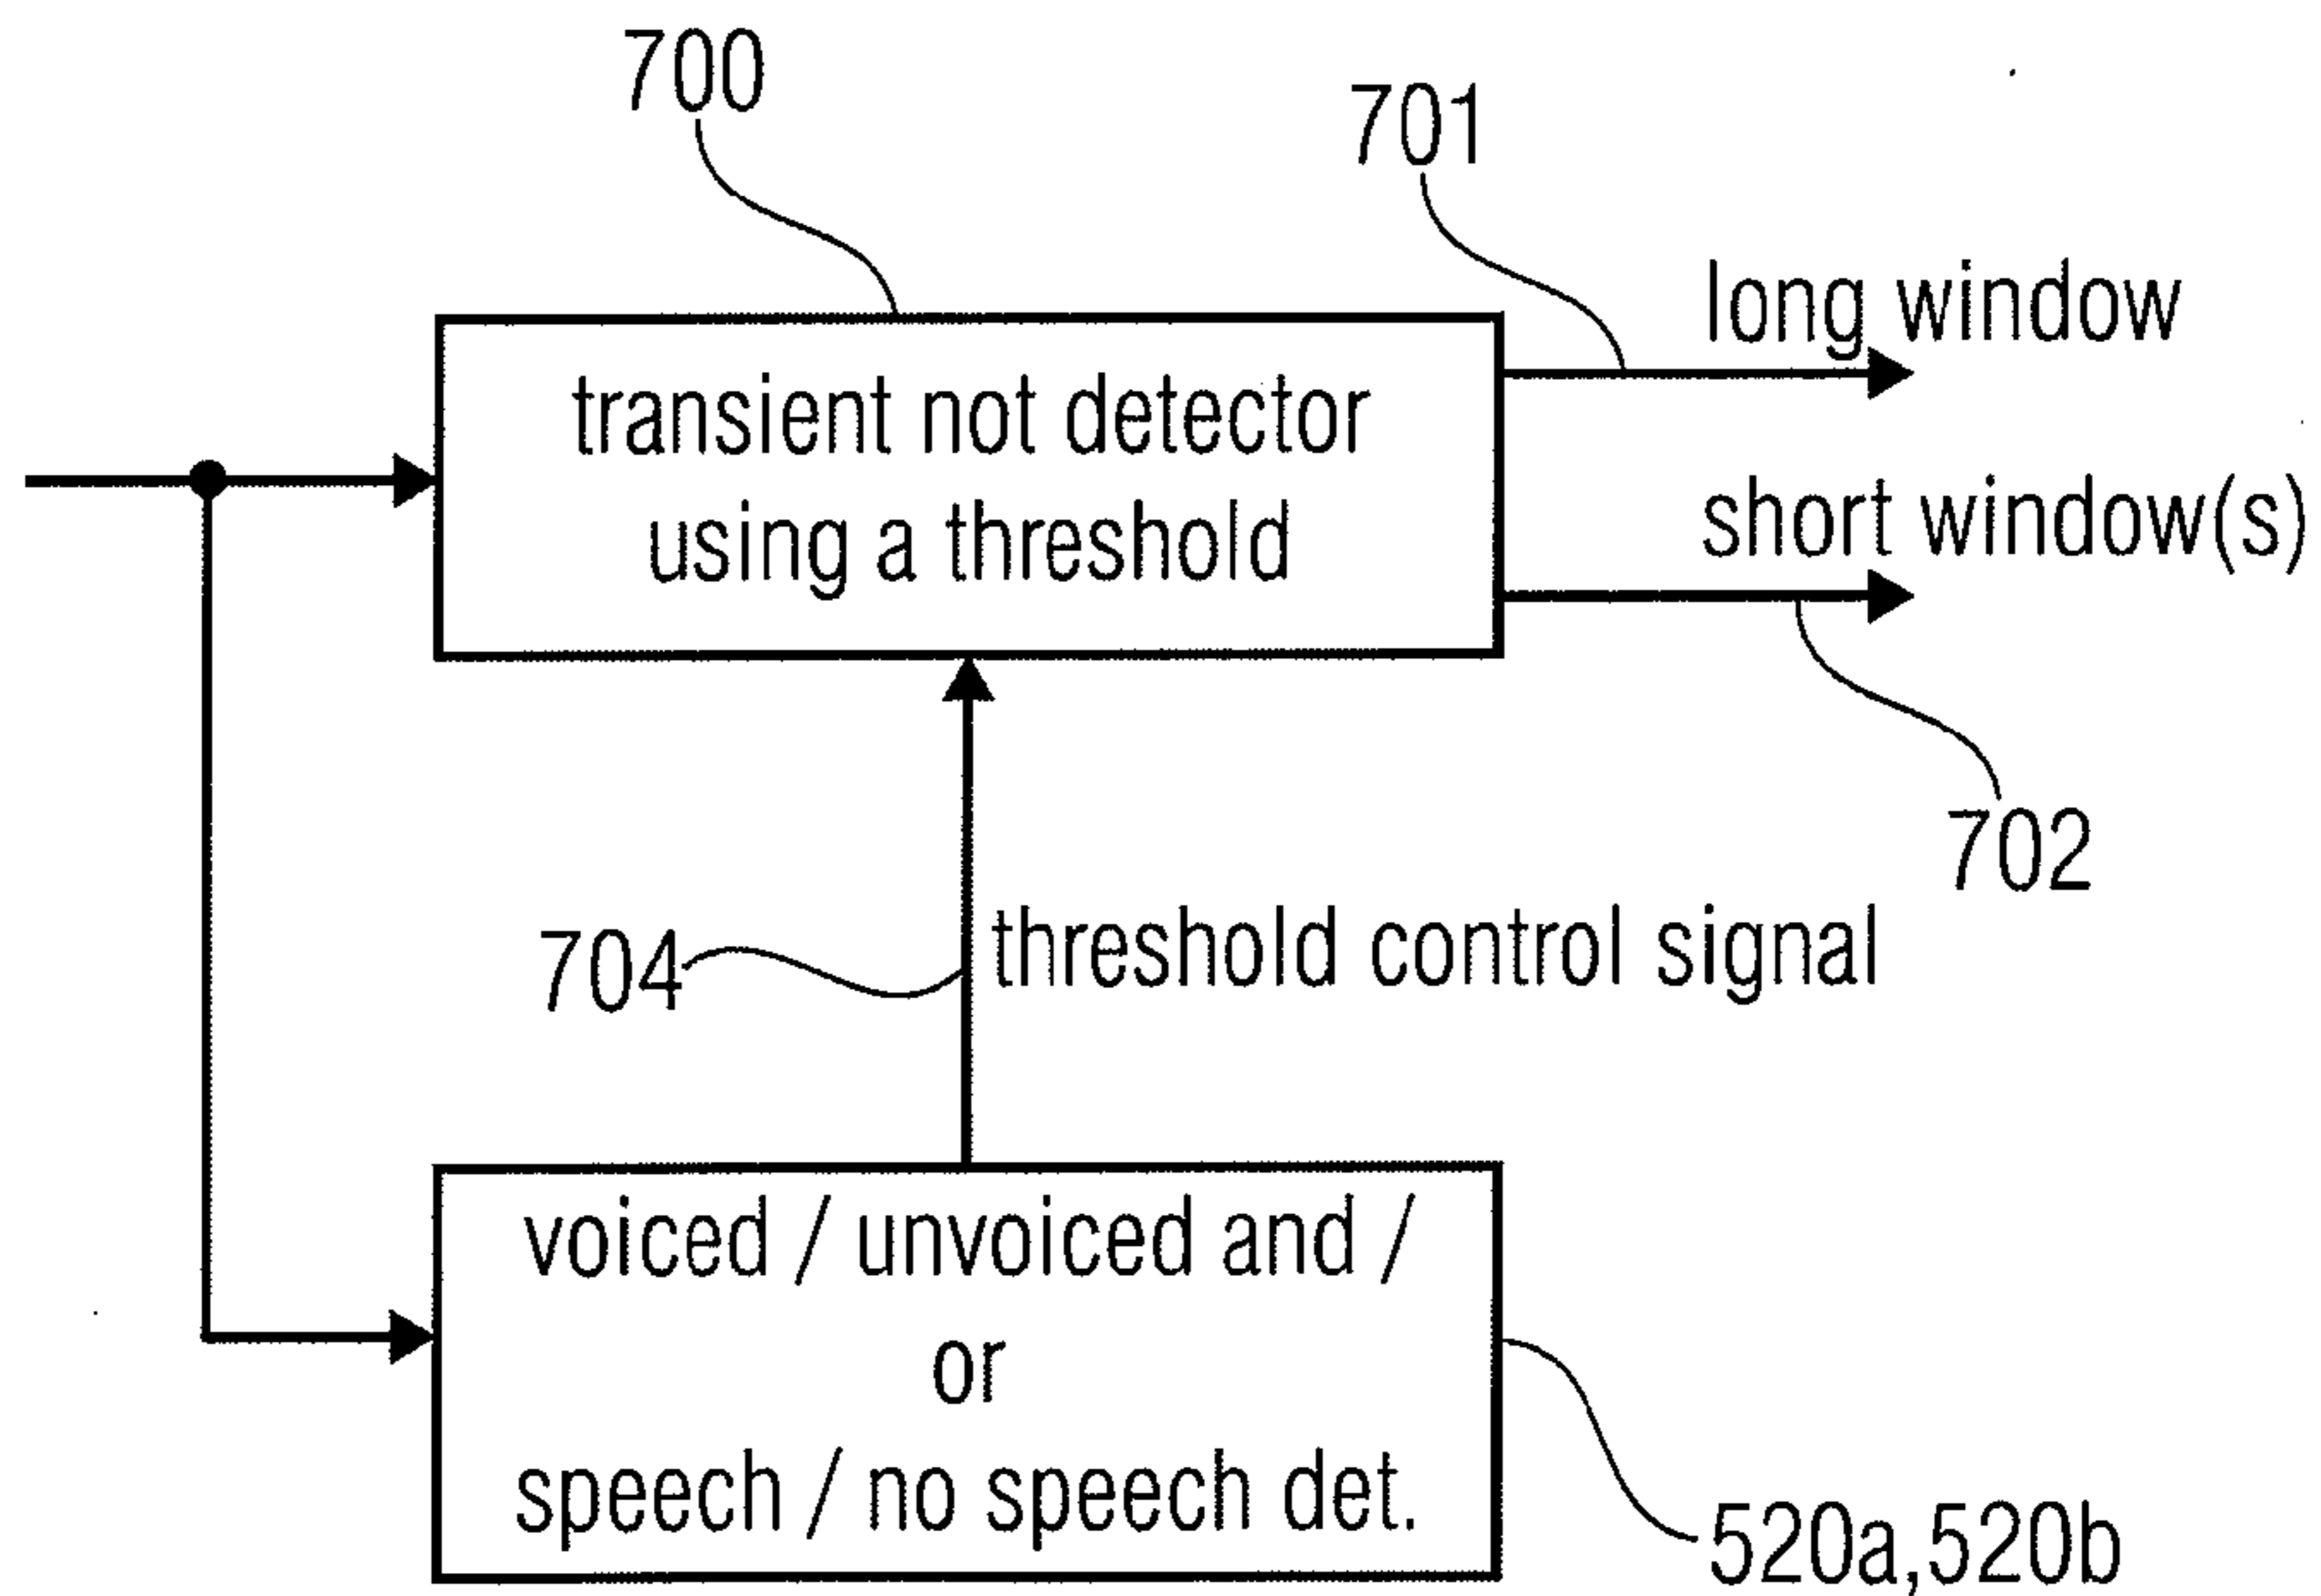 700
701
long window
transient not detector
using a threshold
short window(s)
702
704
threshold control signal
voiced / unvoiced and /
or
speech / no speech det.
520a,520b